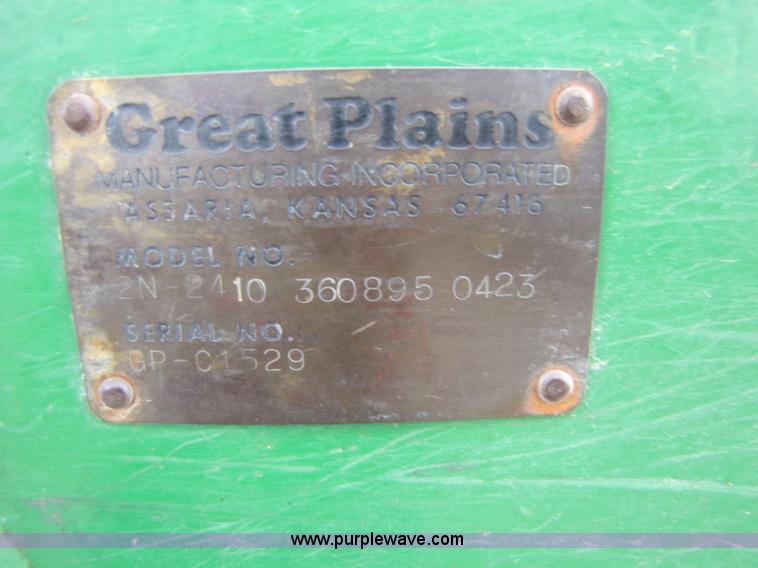 Great Plains
MANUFACTURING INCORPORATED
ASSARIA, KANSAS 67416
MODEL NO.
2N-2410 360895 0423
SERIAL NO.
GP-C1529
www.purplewave.com